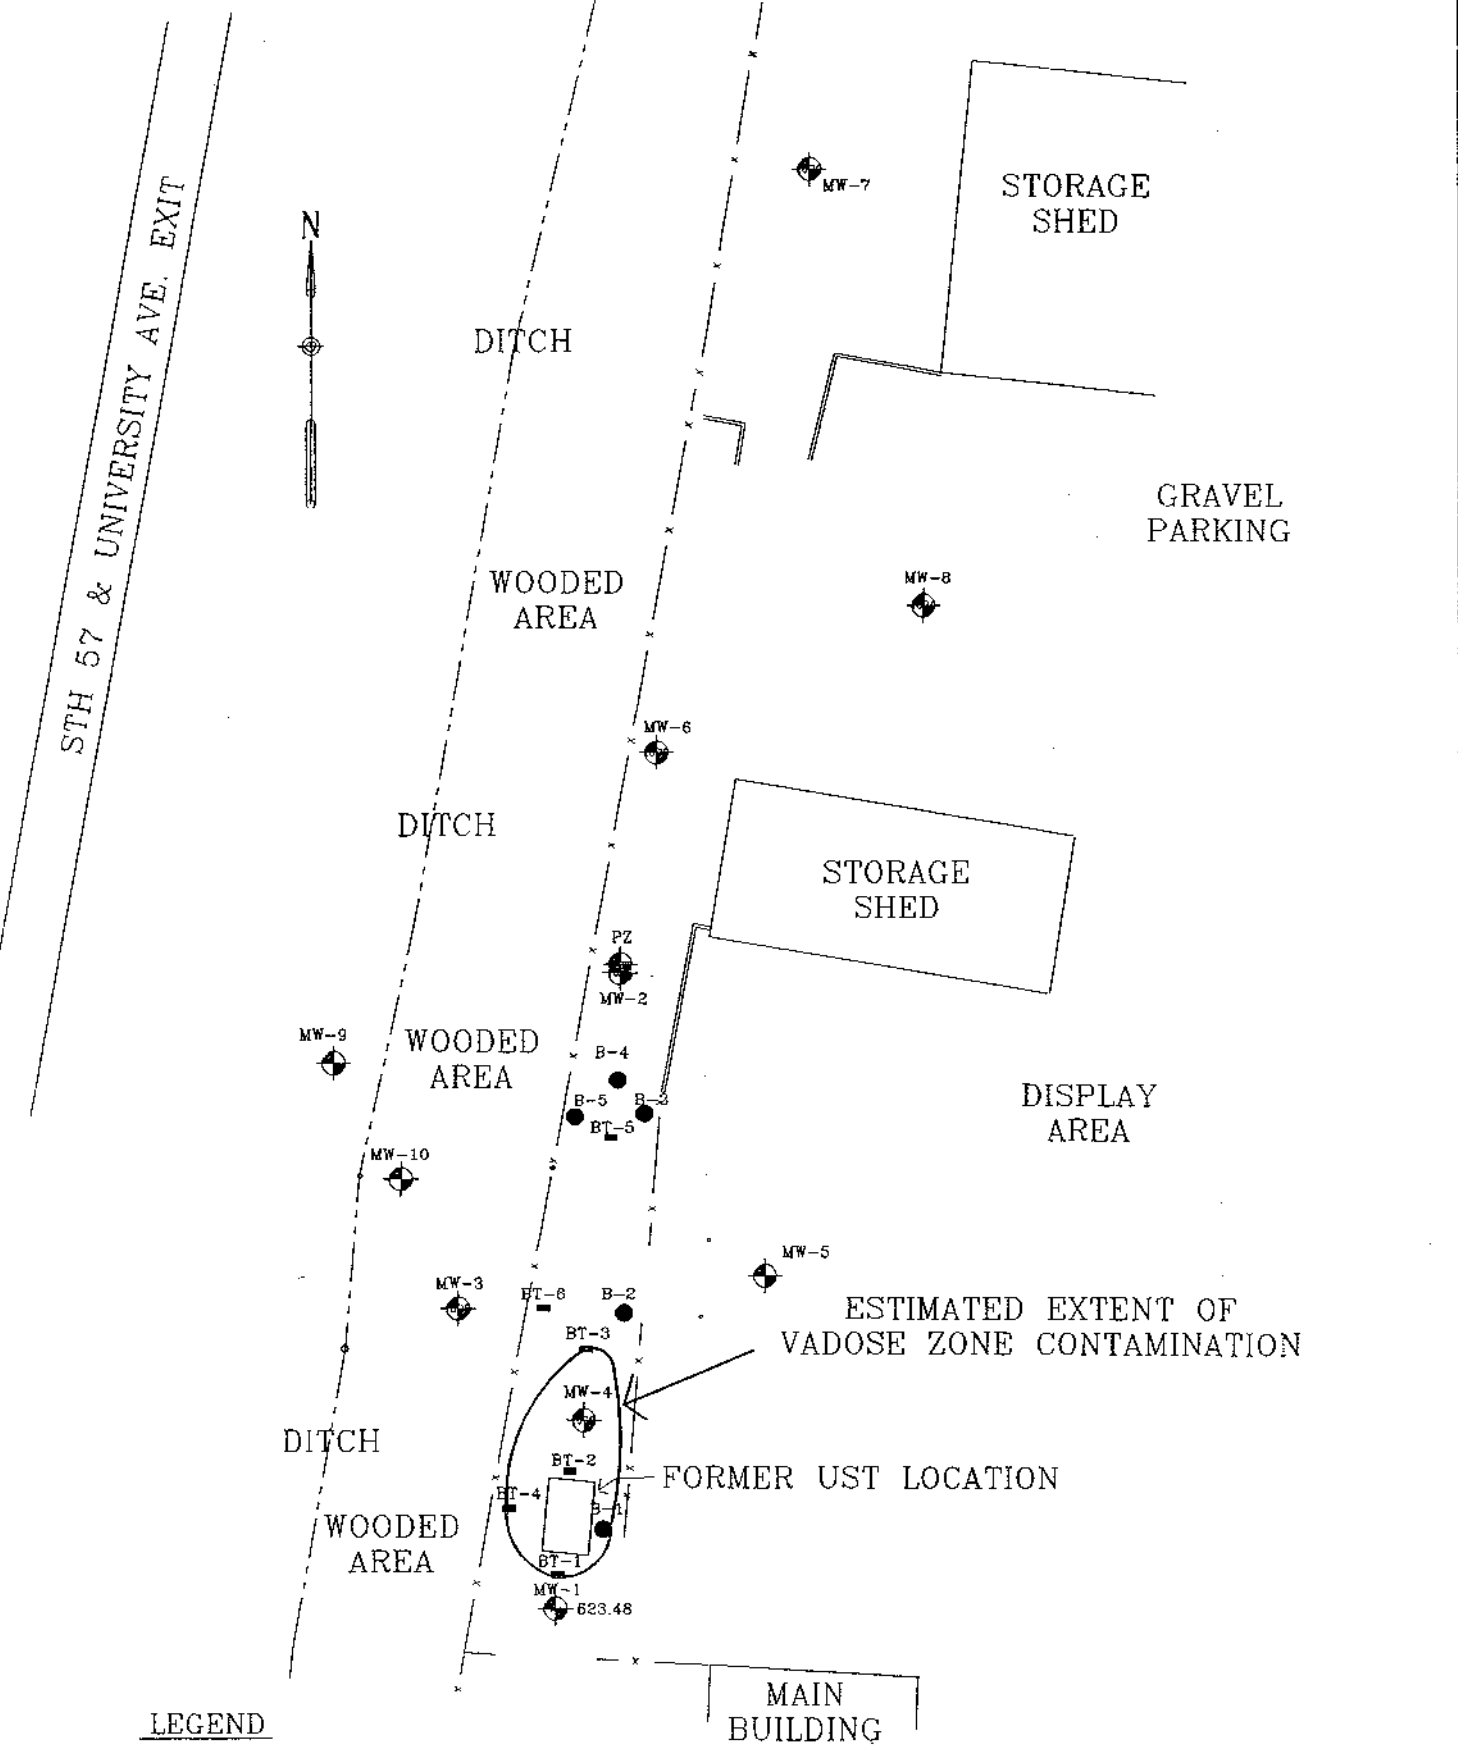 MW-7
STORAGE
SHED
N
STH 57 & UNIVERSITY AVE. EXIT
DITCH
GRAVEL
PARKING
WOODED
AREA
MW-8
MW-6
DITCH
STORAGE
SHED
PZ
MW-2
MW-9
WOODED
AREA
B-4
B-5
B-3
BT-5
DISPLAY
AREA
MW-10
MW-5
MW-3
BT-6
B-2
ESTIMATED EXTENT OF
VADOSE ZONE CONTAMINATION
BT-3
MW-4
DITCH
BT-2
FORMER UST LOCATION
BT-4
B-1
WOODED
AREA
BT-1
MW-1
623.48
MAIN
BUILDING
LEGEND